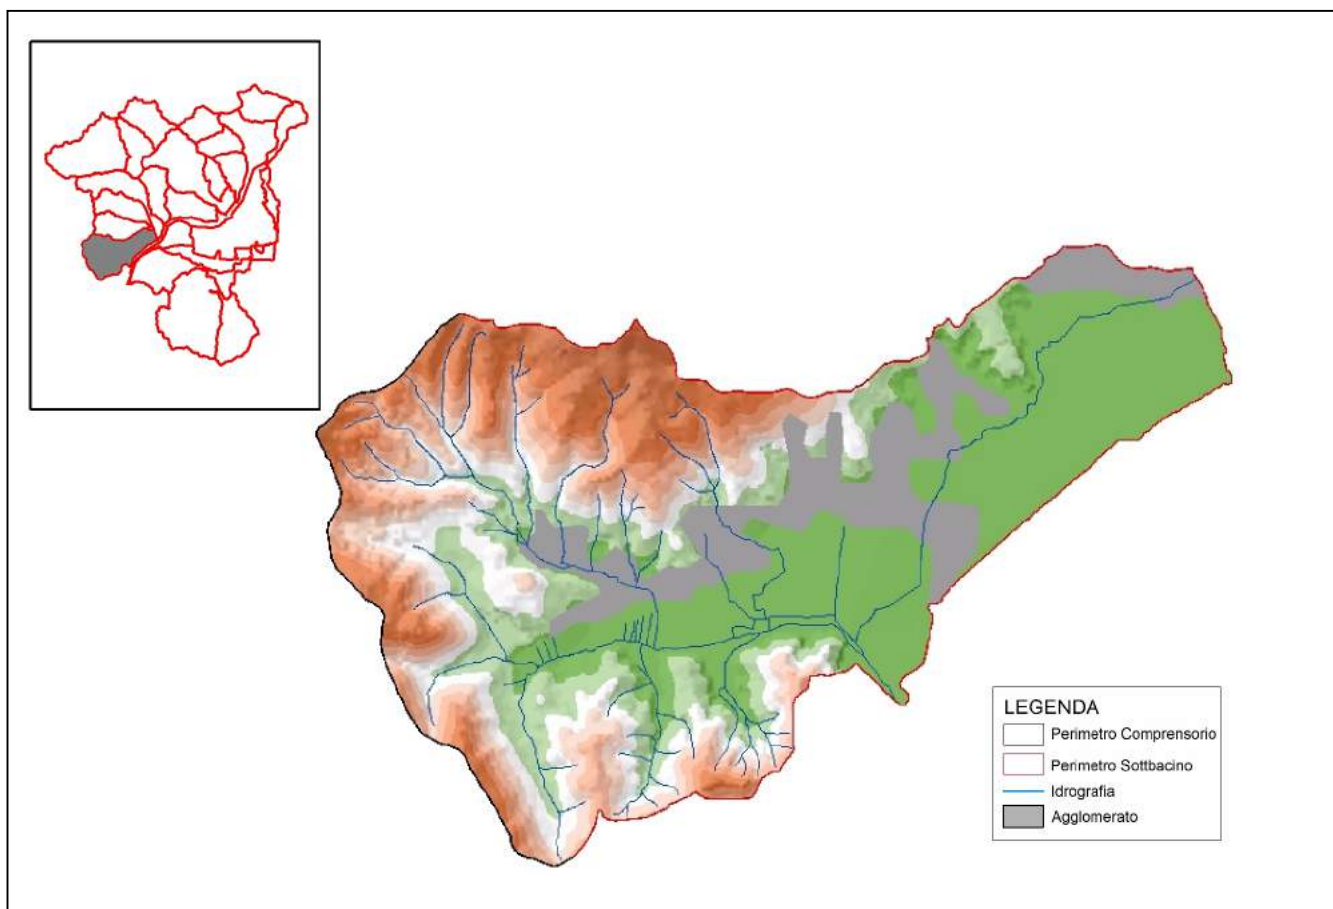 LEGENDA
Perimetro Comprensorio
Perimetro Sottbacino
Idrografia
Agglomerato